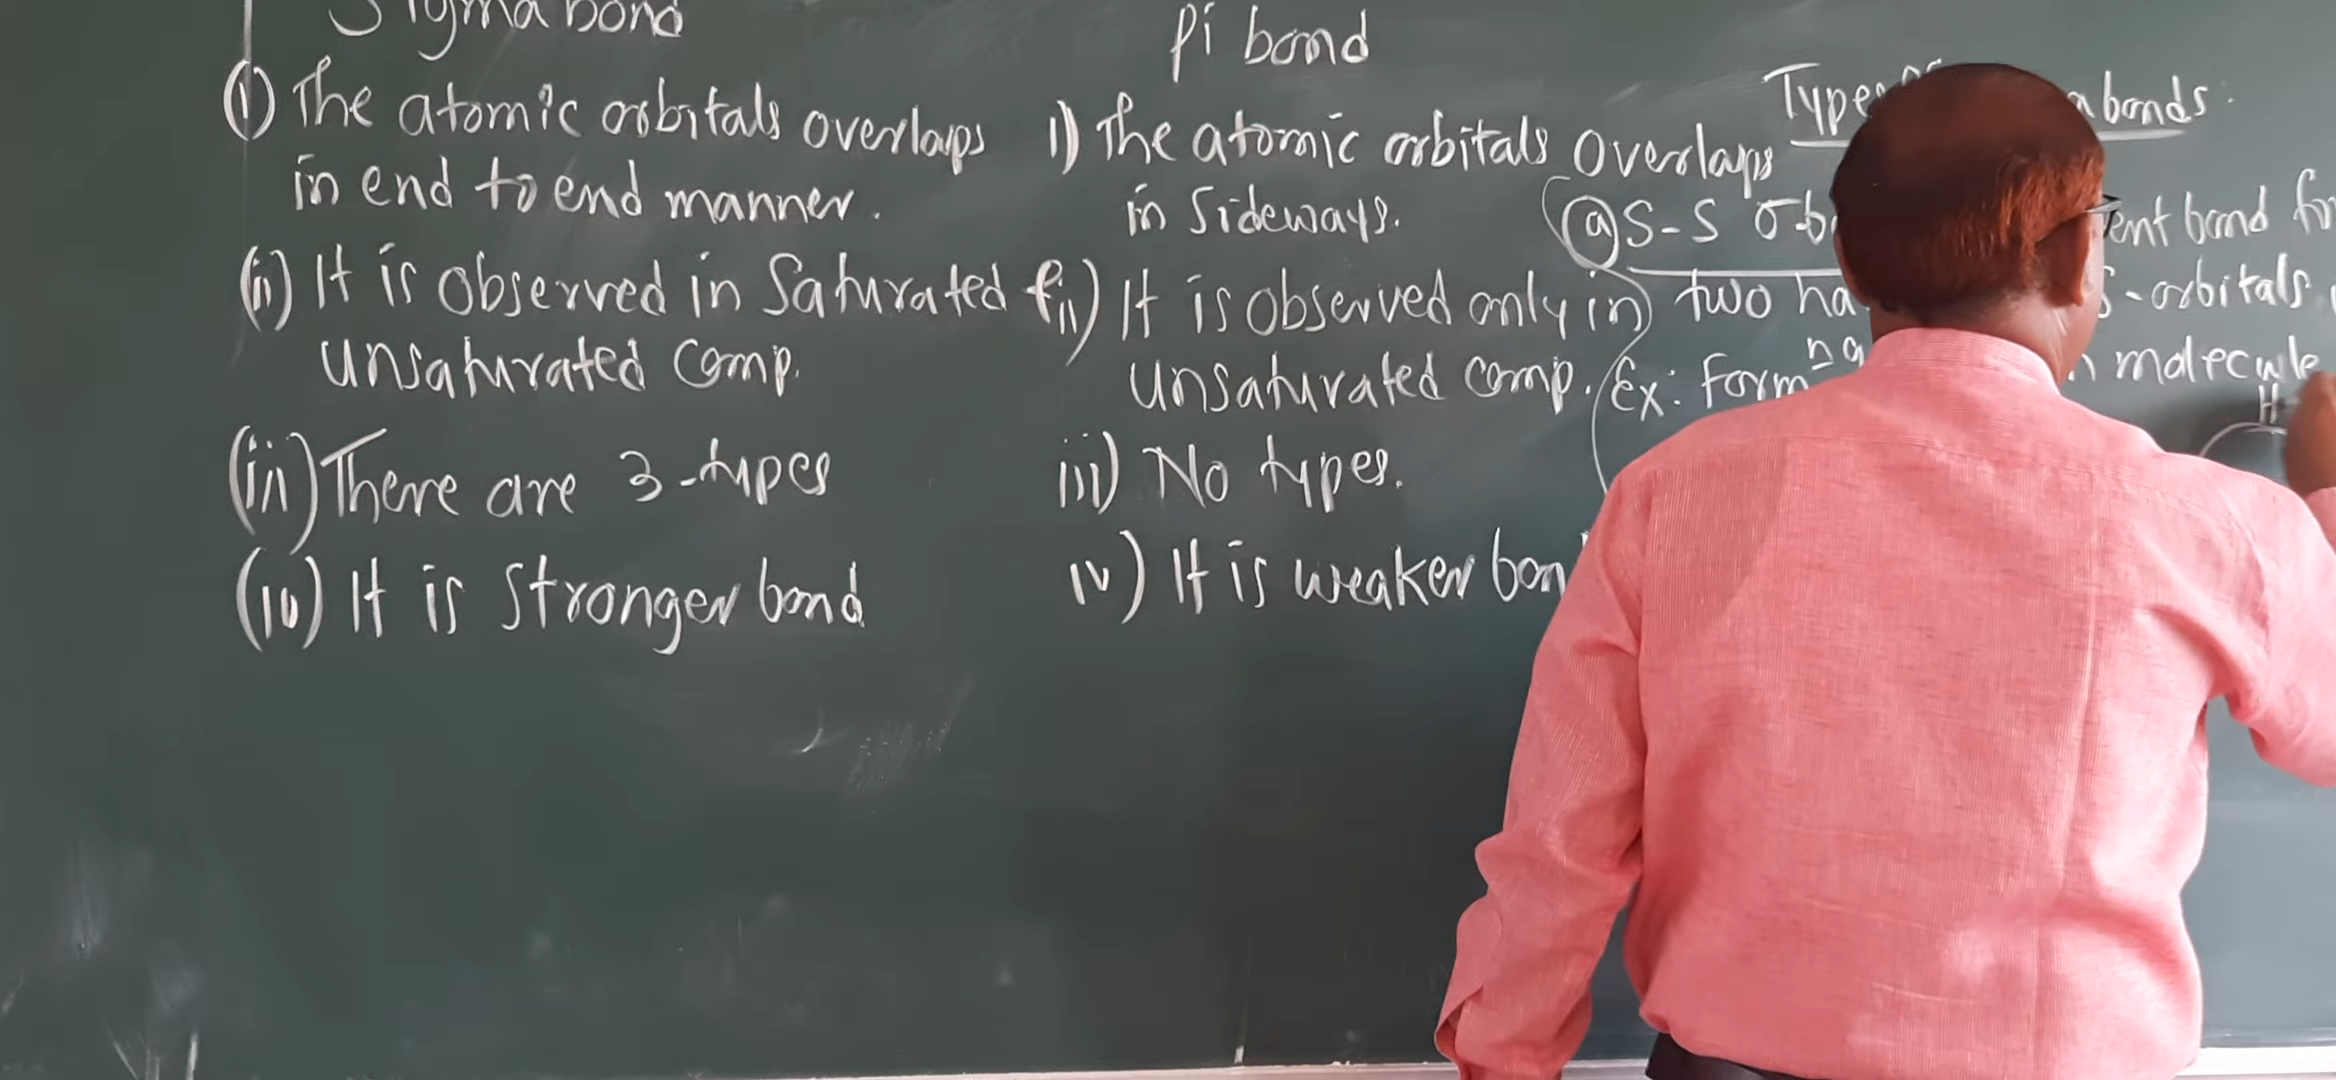 Sigma bond
(i) The atomic orbitals overlaps
in end to end manner.
(ii) It is observed in Saturated &
unsaturated comp.
(iii) There are 3-types
(iv) It is Stronger bond
Pi bond
i) The atomic orbitals overlaps
in sideways.
ii) It is observed only in
unsaturated comp.
iii) No types.
iv) It is weaker bon
Types bonds:
(a) S-S σ-b bond
two S-orbitals
Ex: Formn molecule
H